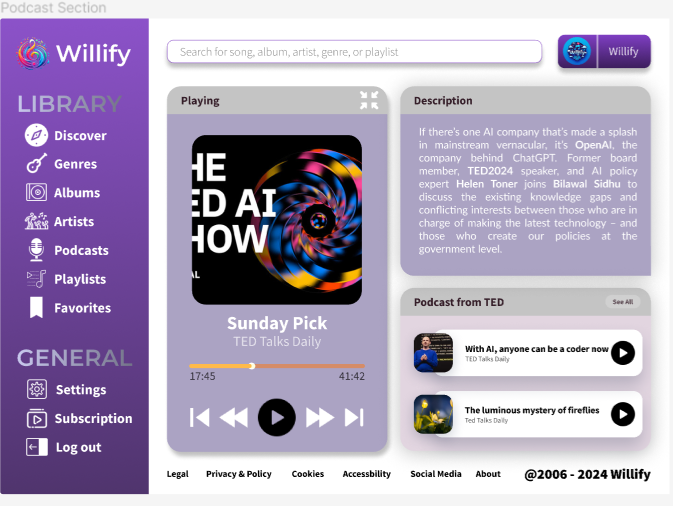 Podcast Section
Willify
Search for song, album, artist, genre, or playlist
Willify
LIBRARY
Discover
Genres
Albums
Artists
Podcasts
Playlists
Favorites
GENERAL
Settings
Subscription
Log out
Playing
HE
ED AI
HOW
AL
Sunday Pick
TED Talks Daily
17:45
41:42
Description
If there's one AI company that's made a splash
in mainstream vernacular, it's OpenAI, the
company behind ChatGPT. Former board
member, TED2024 speaker, and AI policy
expert Helen Toner joins Bilawal Sidhu to
discuss the existing knowledge gaps and
conflicting interests between those who are in
charge of making the latest technology – and
those who create our policies at the
government level.
Podcast from TED
See All
With AI, anyone can be a coder now
TED Talks Daily
The luminous mystery of fireflies
Ted Talks Daily
Legal
Privacy & Policy
Cookies
Accessbility
Social Media
About
@2006 - 2024 Willify